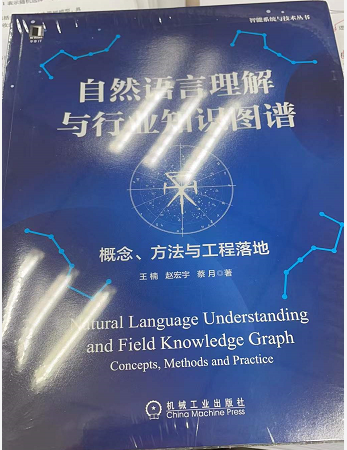 智能系统与技术丛书
自然语言理解
与行业知识图谱
概念、方法与工程落地
王楠 赵宏宇 蔡月◎著
Natural Language Understanding
and Field Knowledge Graph
Concepts, Methods and Practice
机械工业出版社
China Machine Press